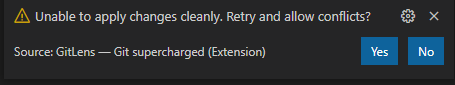 Unable to apply changes cleanly. Retry and allow conflicts?
Source: GitLens — Git supercharged (Extension)
Yes
No